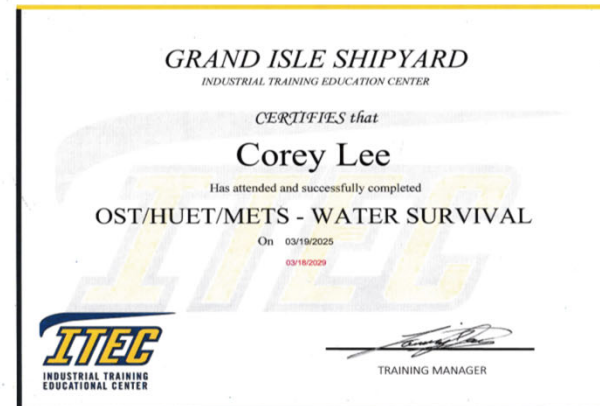 GRAND ISLE SHIPYARD
INDUSTRIAL TRAINING EDUCATION CENTER
CERTIFIES that
Corey Lee
Has attended and successfully completed
OST/HUET/METS - WATER SURVIVAL
On 03/19/2025
03/18/2029
ITEC
ITEC
INDUSTRIAL TRAINING
EDUCATIONAL CENTER
TRAINING MANAGER